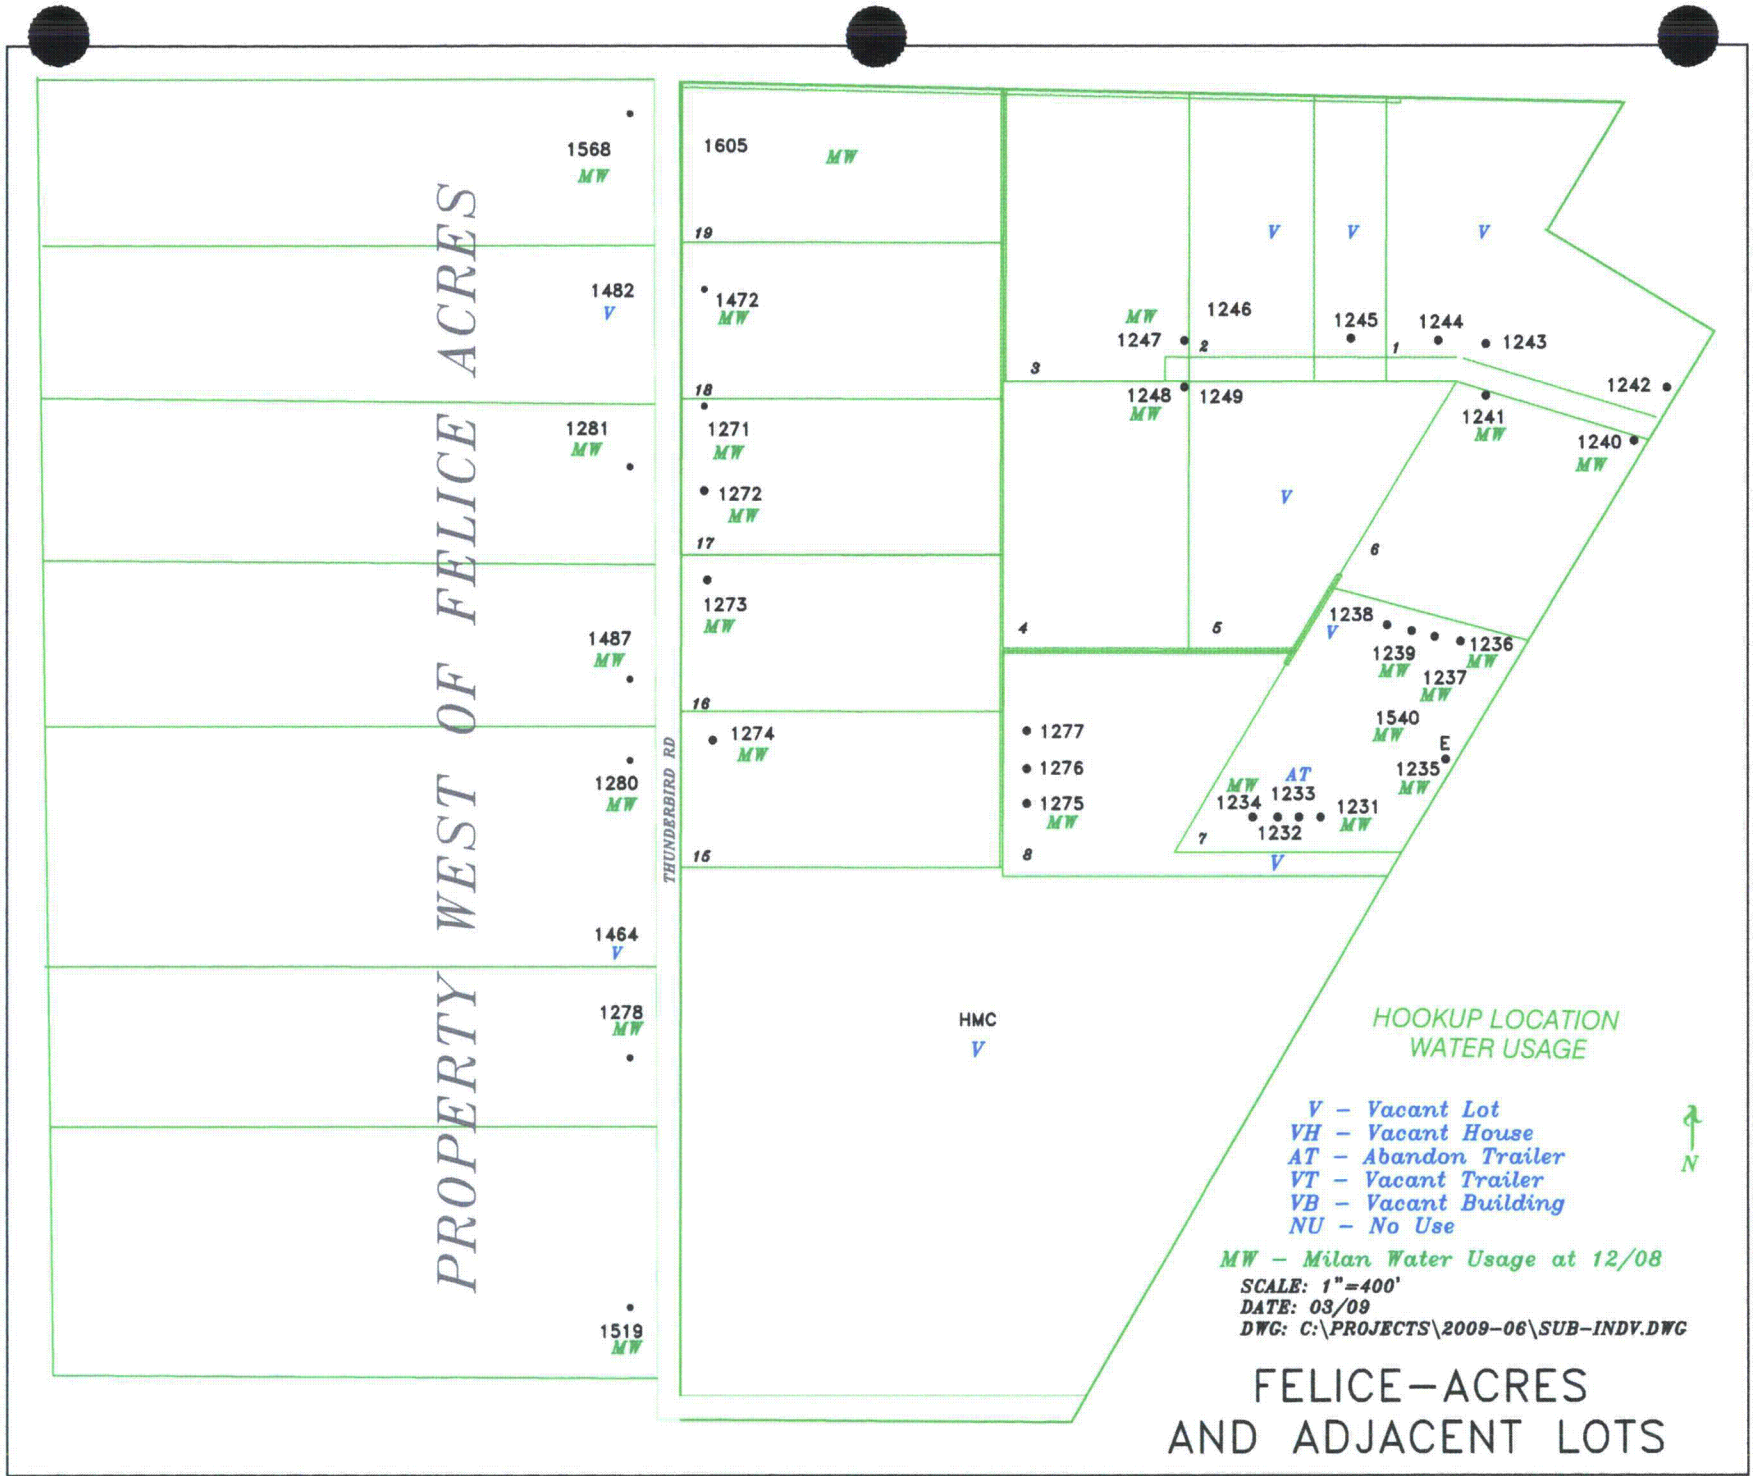 PROPERTY WEST OF FELICE ACRES
1568
MW
1482
V
1281
MW
1487
MW
1280
MW
1464
V
1278
MW
1519
MW
THUNDERBIRD RD
1605
MW
19
1472
MW
18
1271
MW
1272
MW
17
1273
MW
16
1274
MW
15
V
V
V
MW
1246
1247
2
1245
1
1244
1243
3
1242
1248
MW
1249
1241
MW
1240
MW
V
6
4
5
1238
V
1239
MW
1236
MW
1237
MW
1540
MW
E
1235
MW
1277
1276
1275
MW
8
AT
MW
1234
1233
1232
1231
MW
7
V
HMC
V
HOOKUP LOCATION
WATER USAGE
V - Vacant Lot
VH - Vacant House
AT - Abandon Trailer
VT - Vacant Trailer
VB - Vacant Building
NU - No Use
N
MW - Milan Water Usage at 12/08
SCALE: 1"=400'
DATE: 03/09
DWG: C:\PROJECTS\2009-06\SUB-INDV.DWG
FELICE-ACRES
AND ADJACENT LOTS